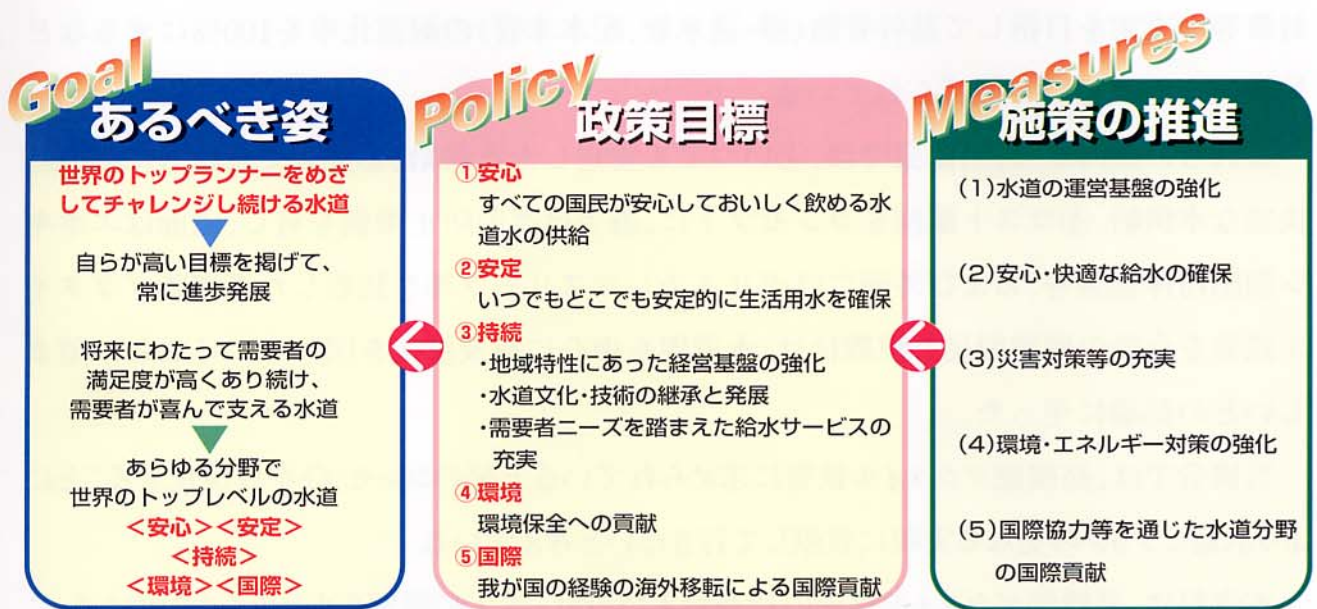 Goal
あるべき姿
世界のトップランナーをめざ
してチャレンジし続ける水道
自らが高い目標を掲げて、
常に進歩発展
将来にわたって需要者の
満足度が高くあり続け、
需要者が喜んで支える水道
あらゆる分野で
世界のトップレベルの水道
<安心><安定>
<持続>
<環境><国際>
Policy
政策目標
①安心
すべての国民が安心しておいしく飲める水
道水の供給
②安定
いつでもどこでも安定的に生活用水を確保
③持続
・地域特性にあった経営基盤の強化
・水道文化・技術の継承と発展
・需要者ニーズを踏まえた給水サービスの
充実
④環境
環境保全への貢献
⑤国際
我が国の経験の海外移転による国際貢献
Measures
施策の推進
(1)水道の運営基盤の強化
(2)安心・快適な給水の確保
(3)災害対策等の充実
(4)環境・エネルギー対策の強化
(5)国際協力等を通じた水道分野
の国際貢献